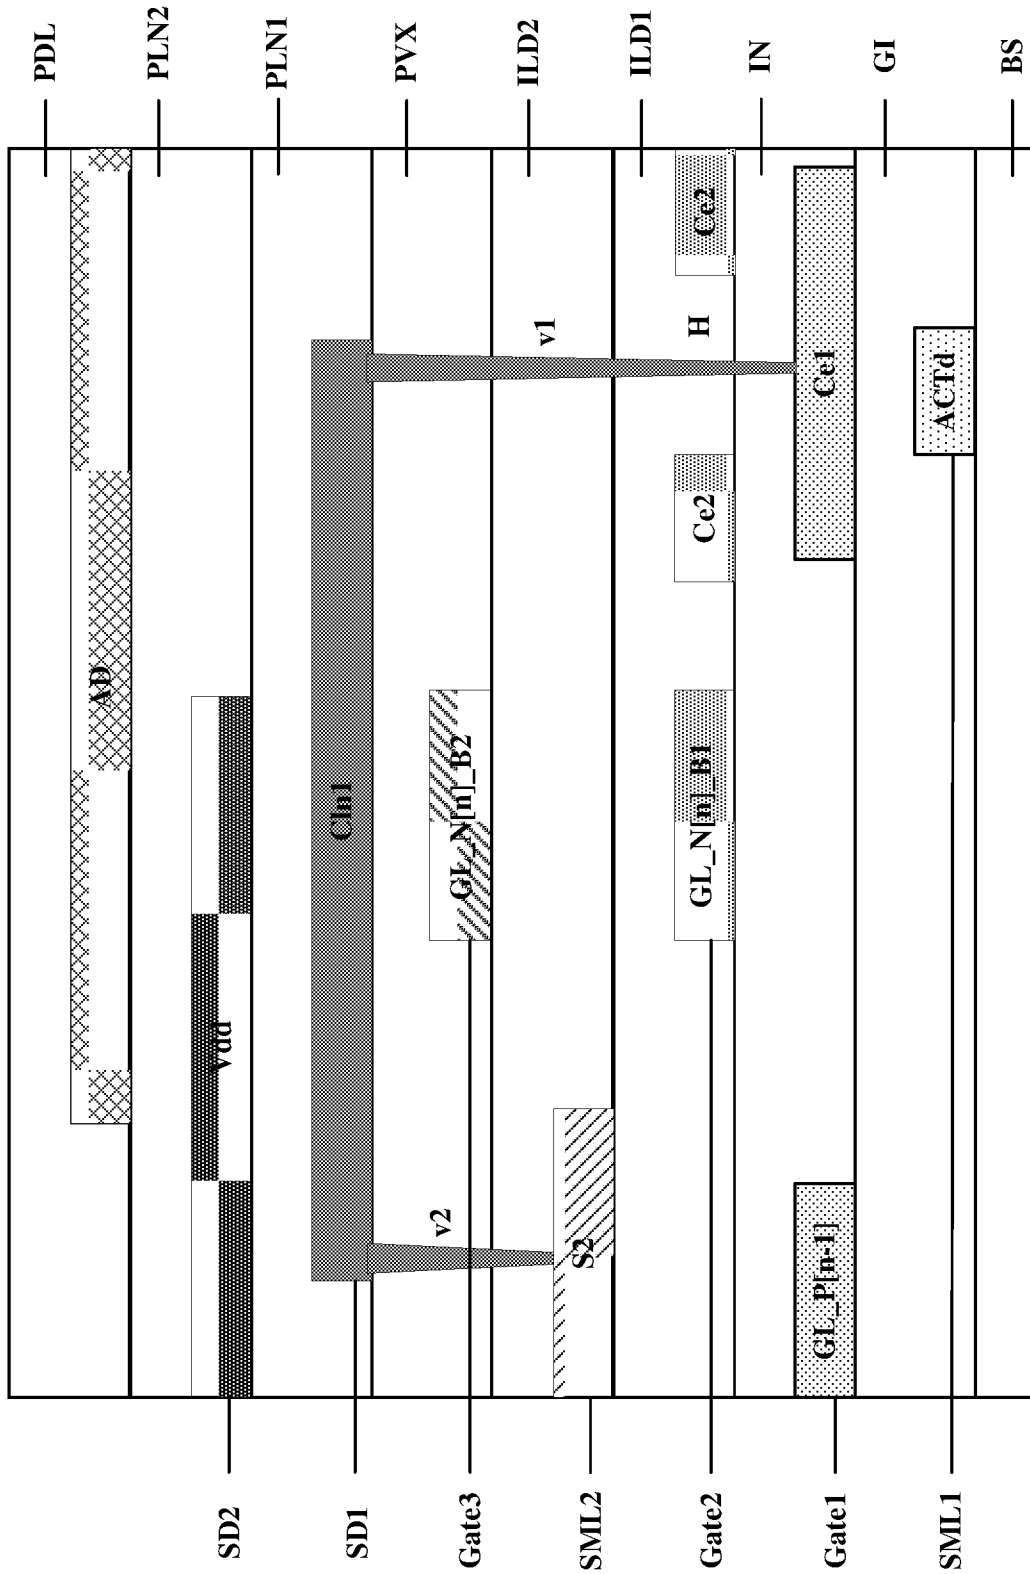 PDL
PLN2
PLN1
PVX
ILD2
ILD1
IN
GI
BS
AD
Vdd
Cln1
v1
v2
GL_N[n]_B2
S2
Ce2
H
Ce2
GL_N[n]_B1
Ce1
GL_P[n-1]
ACTd
SD2
SD1
Gate3
SML2
Gate2
Gate1
SML1